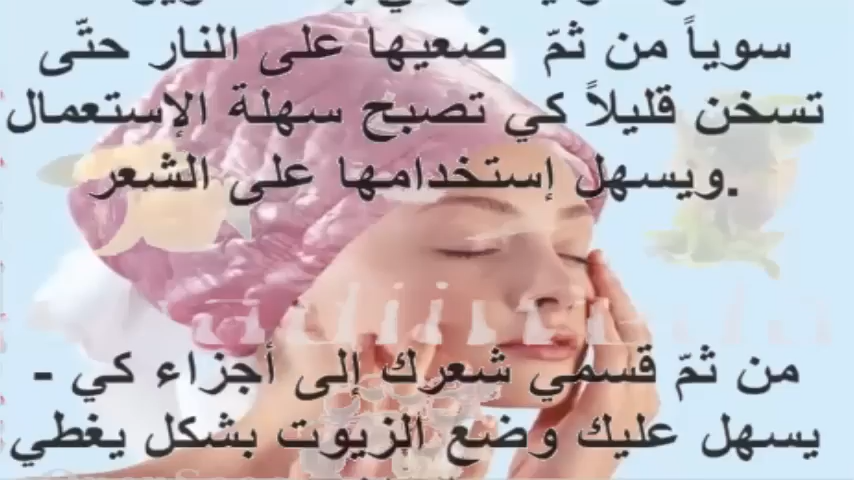 سوياً من ثمّ ضعيها على النار حتّى
تسخن قليلاً كي تصبح سهلة الإستعمال
ويسهل إستخدامها على الشعر.
من ثمّ قسمي شعرك إلى أجزاء كي -
يسهل عليك وضع الزيوت بشكل يغطي